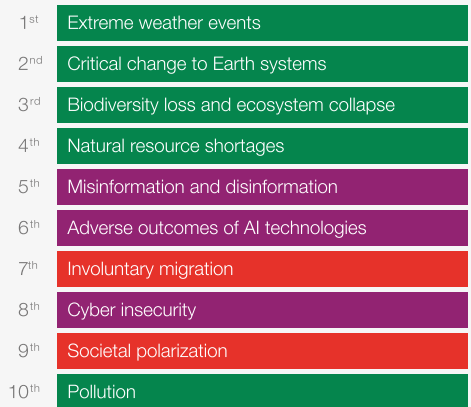 1st Extreme weather events
2nd Critical change to Earth systems
3rd Biodiversity loss and ecosystem collapse
4th Natural resource shortages
5th Misinformation and disinformation
6th Adverse outcomes of AI technologies
7th Involuntary migration
8th Cyber insecurity
9th Societal polarization
10th Pollution